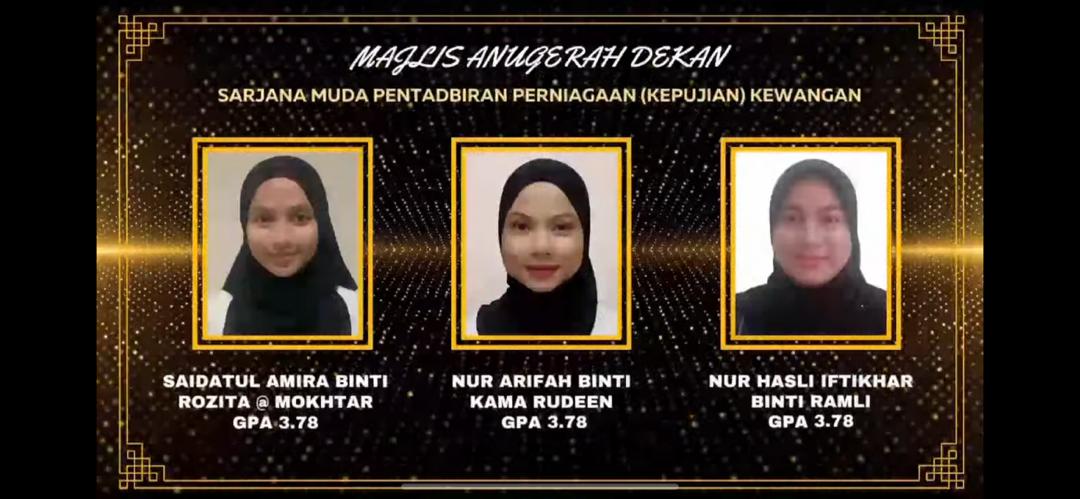 MAJLIS ANUGERAH DEKAN
SARJANA MUDA PENTADBIRAN PERNIAGAAN (KEPUJIAN) KEWANGAN
SAIDATUL AMIRA BINTI
ROZITA @ MOKHTAR
GPA 3.78
NUR ARIFAH BINTI
KAMA RUDEEN
GPA 3.78
NUR HASLI IFTIKHAR
BINTI RAMLI
GPA 3.78